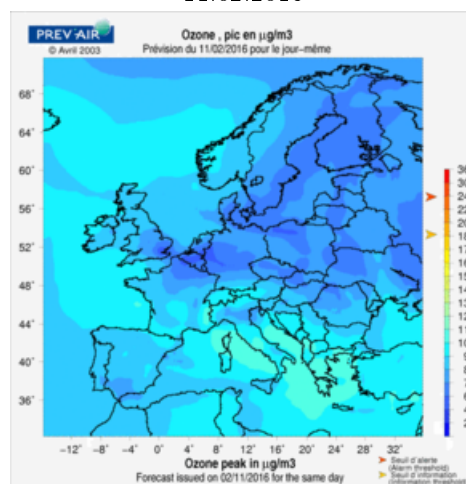 PREV'AIR
© Avril 2003
Ozone , pic en µg/m3
Prévision du 11/02/2016 pour le jour-même
68°
64°
60°
56°
52°
48°
44°
40°
36°
-12° -8° -4° 0° 4° 8° 12° 16° 20° 24° 28° 32°
Ozone peak in µg/m3
Forecast issued on 02/11/2016 for the same day
Seuil d'alerte
(Alarm threshold)
Seuil d'information
(Information threshold)